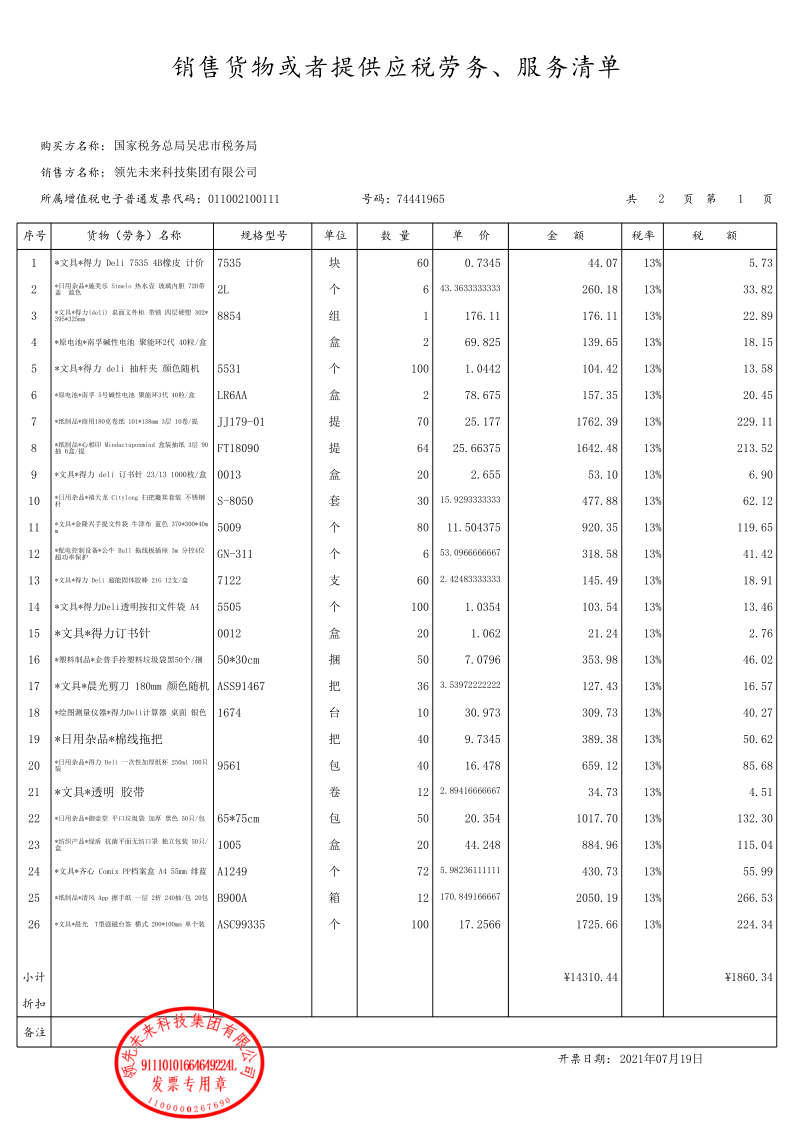 销售货物或者提供应税劳务、服务清单
购买方名称: 国家税务总局吴忠市税务局
销售方名称: 领先未来科技集团有限公司
所属增值税电子普通发票代码: 011002100111 号码: 74441965 共 2 页 第 1 页
序号 货物（劳务）名称 规格型号 单位 数 量 单 价 金 额 税率 税 额
1 *文具*得力 Deli 7535 4B橡皮 计价 7535 块 60 0.7345 44.07 13% 5.73
2 *日用杂品*施美乐 Simelo 热水壶 玻璃内胆 72H带盖 蓝色 2L 个 6 43.3633333333 260.18 13% 33.82
3 *文具*得力(deli) 桌面文件柜 带锁 四层硬塑 302*395*325mm 8854 组 1 176.11 176.11 13% 22.89
4 *原电池*南孚碱性电池 聚能环2代 40粒/盒 盒 2 69.825 139.65 13% 18.15
5 *文具*得力 deli 抽杆夹 颜色随机 5531 个 100 1.0442 104.42 13% 13.58
6 *原电池*南孚 5号碱性电池 聚能环3代 40粒/盒 LR6AA 盒 2 78.675 157.35 13% 20.45
7 *纸制品*商用180克卷纸 101*138mm 3层 10卷/提 JJ179-01 提 70 25.177 1762.39 13% 229.11
8 *纸制品*心相印 Mindactuponmind 盒装抽纸 3层 90抽 6盒/提 FT18090 提 64 25.66375 1642.48 13% 213.52
9 *文具*得力 deli 订书针 23/13 1000枚/盒 0013 盒 20 2.655 53.10 13% 6.90
10 *日用杂品*禧天龙 Citylong 扫把簸箕套装 不锈钢杆 S-8050 套 30 15.9293333333 477.88 13% 62.12
11 *文具*金隆兴手提文件袋 牛津布 蓝色 370*300*40mm 5009 个 80 11.504375 920.35 13% 119.65
12 *配电控制设备*公牛 Bull 拖线板插座 3m 分控4位 超功率保护 GN-311 个 6 53.0966666667 318.58 13% 41.42
13 *文具*得力 Deli 超能固体胶棒 21G 12支/盒 7122 支 60 2.42483333333 145.49 13% 18.91
14 *文具*得力Deli透明按扣文件袋 A4 5505 个 100 1.0354 103.54 13% 13.46
15 *文具*得力订书针 0012 盒 20 1.062 21.24 13% 2.76
16 *塑料制品*企普手拎塑料垃圾袋黑50个/捆 50*30cm 捆 50 7.0796 353.98 13% 46.02
17 *文具*晨光剪刀 180mm 颜色随机 ASS91467 把 36 3.53972222222 127.43 13% 16.57
18 *绘图测量仪器*得力Deli计算器 桌面 银色 1674 台 10 30.973 309.73 13% 40.27
19 *日用杂品*棉线拖把 把 40 9.7345 389.38 13% 50.62
20 *日用杂品*得力 Deli 一次性加厚纸杯 250ml 100只装 9561 包 40 16.478 659.12 13% 85.68
21 *文具*透明 胶带 卷 12 2.89416666667 34.73 13% 4.51
22 *日用杂品*御壶堂 平口垃圾袋 加厚 黑色 50只/包 65*75cm 包 50 20.354 1017.70 13% 132.30
23 *纺织产品*绿盾 抗菌平面无纺口罩 独立包装 50只/盒 1005 盒 20 44.248 884.96 13% 115.04
24 *文具*齐心 Comix PP档案盒 A4 55mm 绯蓝 A1249 个 72 5.98236111111 430.73 13% 55.99
25 *纸制品*清风 App 擦手纸 一层 2折 240抽/包 20包 B900A 箱 12 170.849166667 2050.19 13% 266.53
26 *文具*晨光 T型强磁台签 横式 200*100mm 单个装 ASC99335 个 100 17.2566 1725.66 13% 224.34
小计 ¥14310.44 ¥1860.34
折扣
备注
领先未来科技集团有限公司
91110101664649224L
发票专用章
1100000267690
开票日期: 2021年07月19日